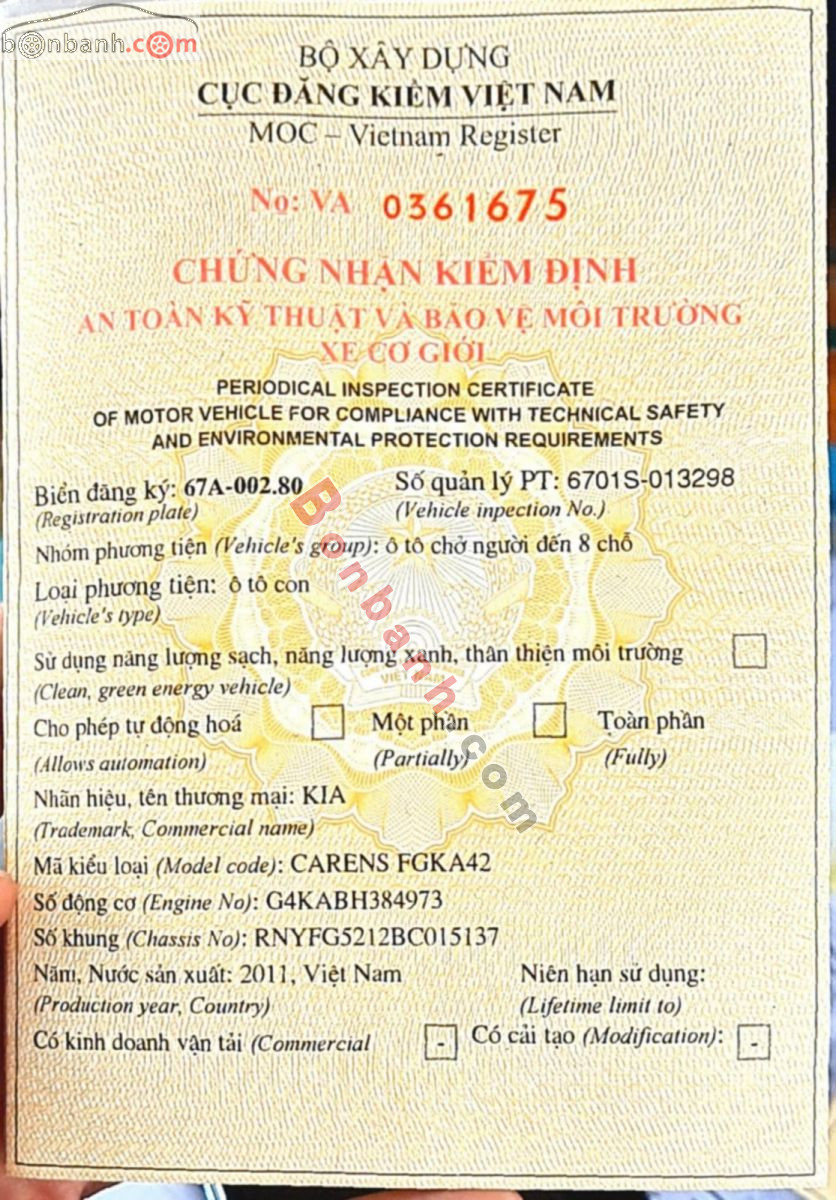 bonbanh.com
BỘ XÂY DỰNG
CỤC ĐĂNG KIỂM VIỆT NAM
MOC – Vietnam Register
No: VA 0361675
CHỨNG NHẬN KIỂM ĐỊNH
AN TOÀN KỸ THUẬT VÀ BẢO VỆ MÔI TRƯỜNG
XE CƠ GIỚI
PERIODICAL INSPECTION CERTIFICATE
OF MOTOR VEHICLE FOR COMPLIANCE WITH TECHNICAL SAFETY
AND ENVIRONMENTAL PROTECTION REQUIREMENTS
Biển đăng ký: 67A-002.80 Số quản lý PT: 6701S-013298
(Registration plate) (Vehicle inpection No.)
Nhóm phương tiện (Vehicle's group): ô tô chở người đến 8 chỗ
Loại phương tiện: ô tô con
(Vehicle's type)
Sử dụng năng lượng sạch, năng lượng xanh, thân thiện môi trường
(Clean, green energy vehicle)
VIỆT NAM
Cho phép tự động hoá Một phần Toàn phần
(Allows automation) (Partially) (Fully)
Bonbanh.com
Nhãn hiệu, tên thương mại: KIA
(Trademark, Commercial name)
Mã kiểu loại (Model code): CARENS FGKA42
Số động cơ (Engine No): G4KABH384973
Số khung (Chassis No): RNYFG5212BC015137
Năm, Nước sản xuất: 2011, Việt Nam Niên hạn sử dụng:
(Production year, Country) (Lifetime limit to)
Có kinh doanh vận tải (Commercial - Có cải tạo (Modification): -